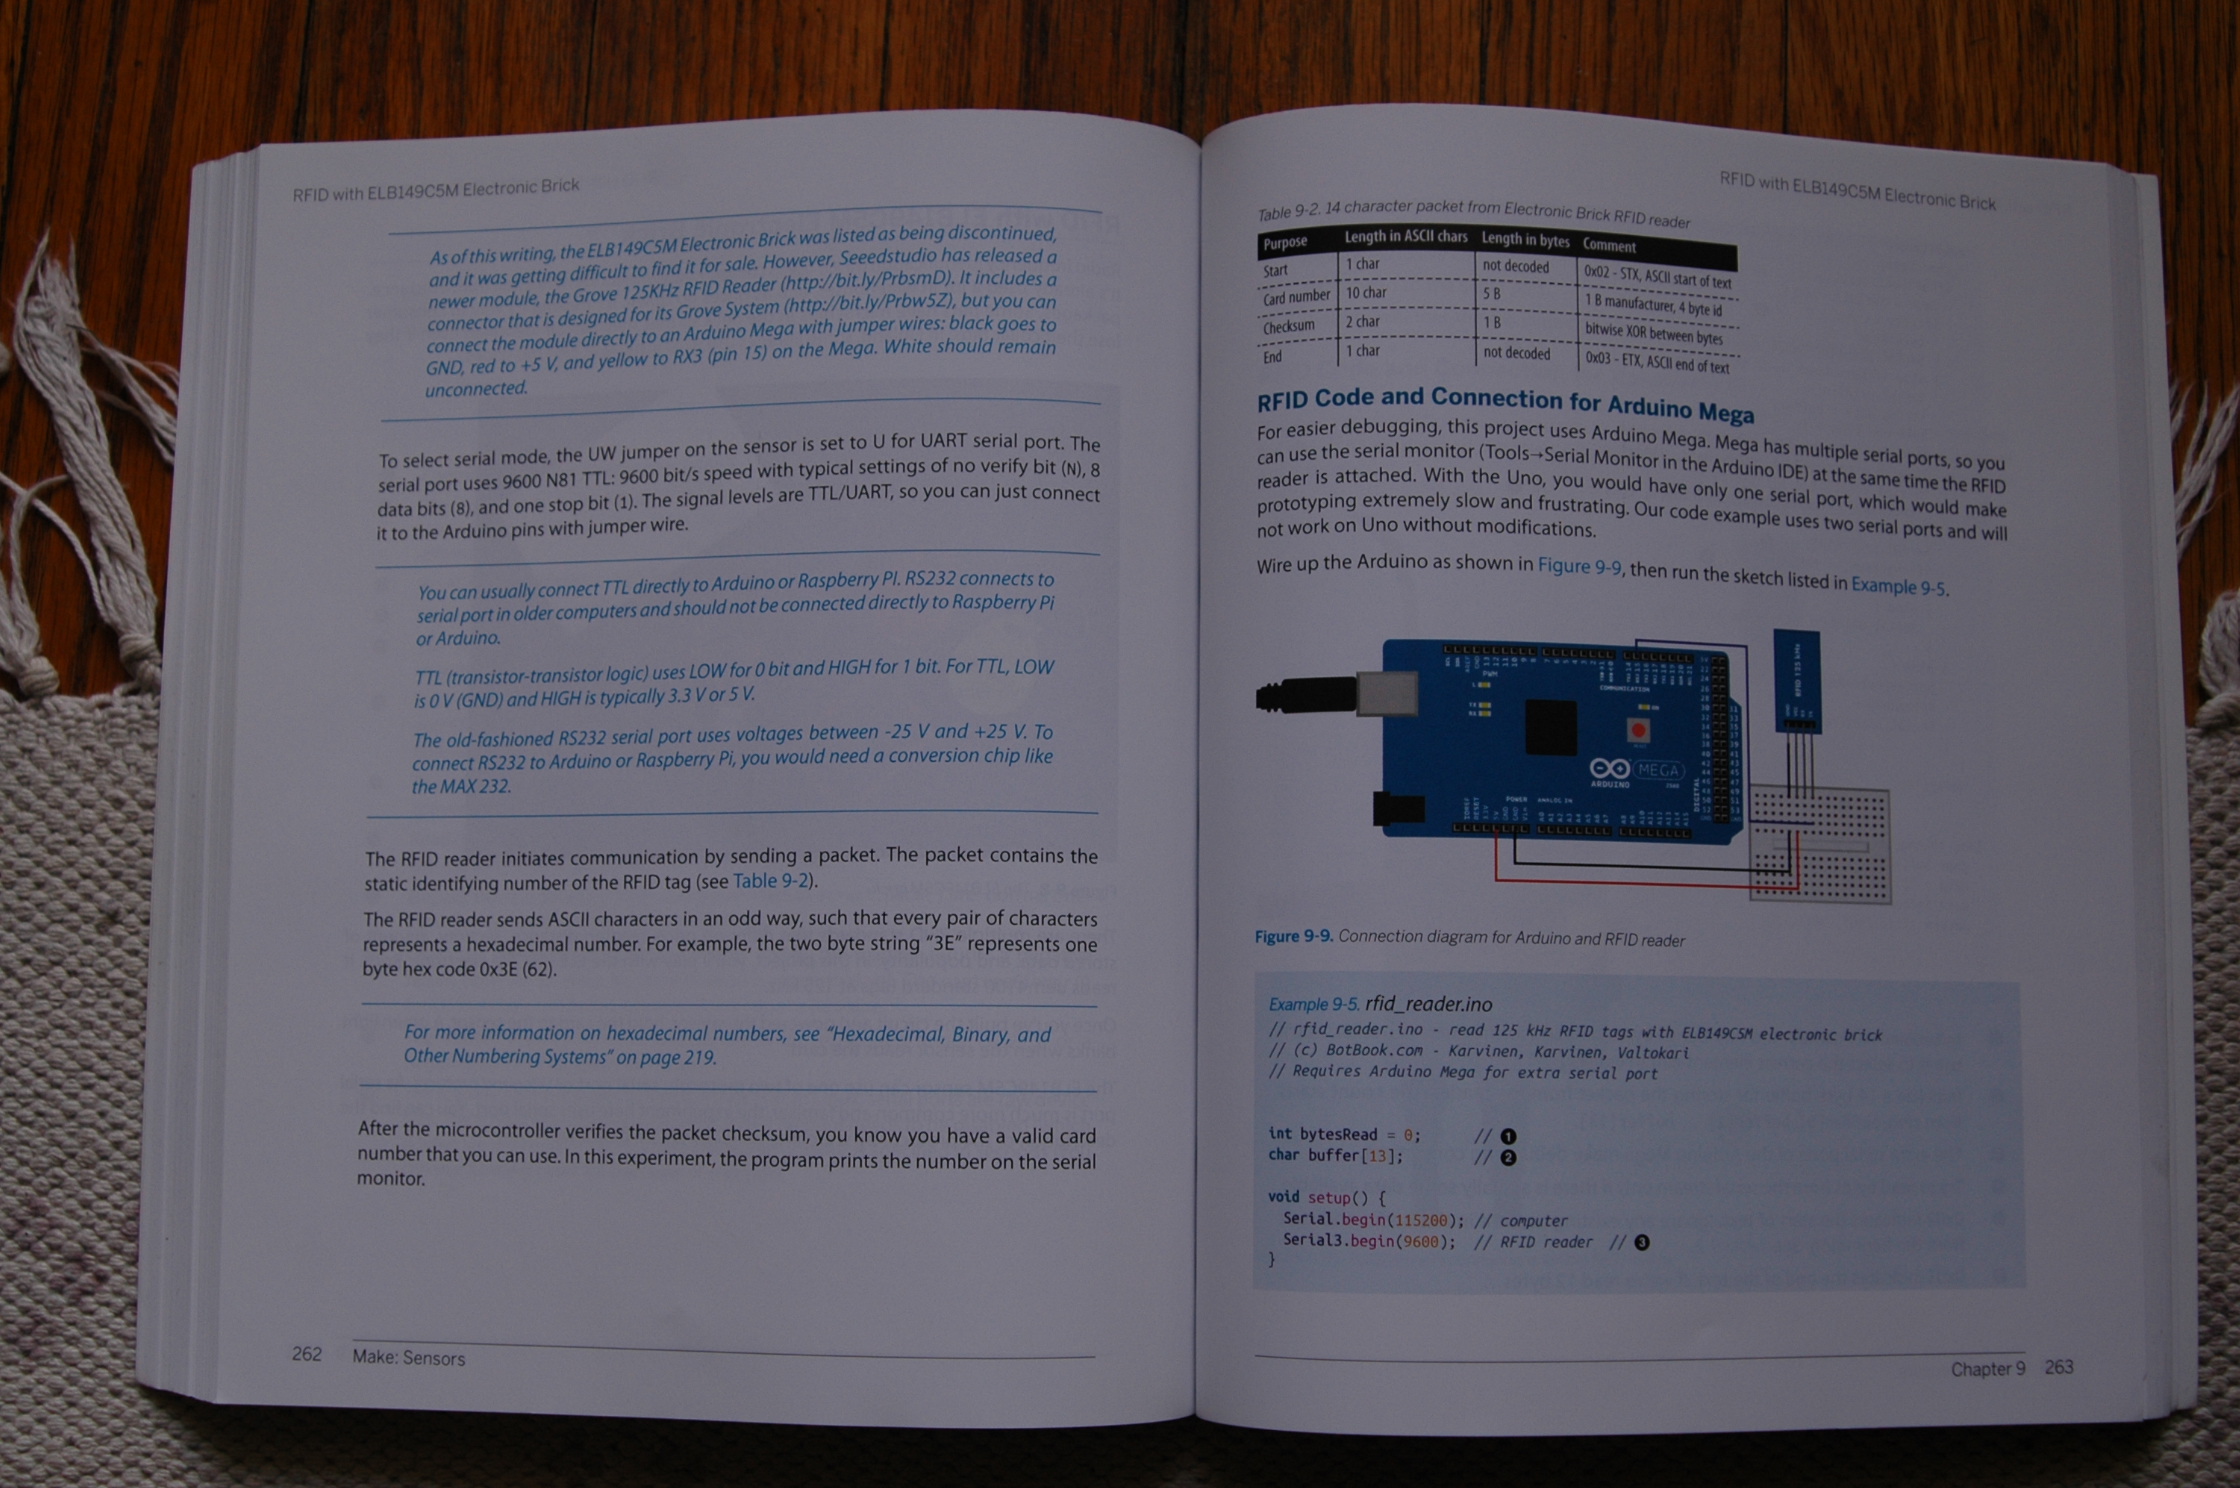 RFID with ELB149C5M Electronic Brick
As of this writing, the ELB149C5M Electronic Brick was listed as being discontinued,
and it was getting difficult to find it for sale. However, Seeedstudio has released a
newer module, the Grove 125KHz RFID Reader (http://bit.ly/PrbsmD). It includes a
connector that is designed for its Grove System (http://bit.ly/Prbw5Z), but you can
connect the module directly to an Arduino Mega with jumper wires: black goes to
GND, red to +5 V, and yellow to RX3 (pin 15) on the Mega. White should remain
unconnected.
To select serial mode, the UW jumper on the sensor is set to U for UART serial port. The
serial port uses 9600 N81 TTL: 9600 bit/s speed with typical settings of no verify bit (N), 8
data bits (8), and one stop bit (1). The signal levels are TTL/UART, so you can just connect
it to the Arduino pins with jumper wire.
You can usually connect TTL directly to Arduino or Raspberry PI. RS232 connects to
serial port in older computers and should not be connected directly to Raspberry Pi
or Arduino.
TTL (transistor-transistor logic) uses LOW for 0 bit and HIGH for 1 bit. For TTL, LOW
is 0 V (GND) and HIGH is typically 3.3 V or 5 V.
The old-fashioned RS232 serial port uses voltages between -25 V and +25 V. To
connect RS232 to Arduino or Raspberry Pi, you would need a conversion chip like
the MAX232.
The RFID reader initiates communication by sending a packet. The packet contains the
static identifying number of the RFID tag (see Table 9-2).
The RFID reader sends ASCII characters in an odd way, such that every pair of characters
represents a hexadecimal number. For example, the two byte string "3E" represents one
byte hex code 0x3E (62).
For more information on hexadecimal numbers, see "Hexadecimal, Binary, and
Other Numbering Systems" on page 219.
After the microcontroller verifies the packet checksum, you know you have a valid card
number that you can use. In this experiment, the program prints the number on the serial
monitor.
262 Make: Sensors
RFID with ELB149C5M Electronic Brick
Table 9-2. 14 character packet from Electronic Brick RFID reader
Purpose Length in ASCII chars Length in bytes Comment
Start 1 char not decoded 0x02 - STX, ASCII start of text
Card number 10 char 5 B 1 B manufacturer, 4 byte id
Checksum 2 char 1 B bitwise XOR between bytes
End 1 char not decoded 0x03 - ETX, ASCII end of text
RFID Code and Connection for Arduino Mega
For easier debugging, this project uses Arduino Mega. Mega has multiple serial ports, so you
can use the serial monitor (Tools→Serial Monitor in the Arduino IDE) at the same time the RFID
reader is attached. With the Uno, you would have only one serial port, which would make
prototyping extremely slow and frustrating. Our code example uses two serial ports and will
not work on Uno without modifications.
Wire up the Arduino as shown in Figure 9-9, then run the sketch listed in Example 9-5.
RFID 125 kHz
COMMUNICATION
DIGITAL
MEGA
ARDUINO
POWER
ANALOG IN
RESET
Figure 9-9. Connection diagram for Arduino and RFID reader
Example 9-5. rfid_reader.ino
// rfid_reader.ino - read 125 kHz RFID tags with ELB149C5M electronic brick
// (c) BotBook.com - Karvinen, Karvinen, Valtokari
// Requires Arduino Mega for extra serial port
int bytesRead = 0; // ❶
char buffer[13]; // ❷
void setup() {
Serial.begin(115200); // computer
Serial3.begin(9600); // RFID reader // ❸
}
Chapter 9 263